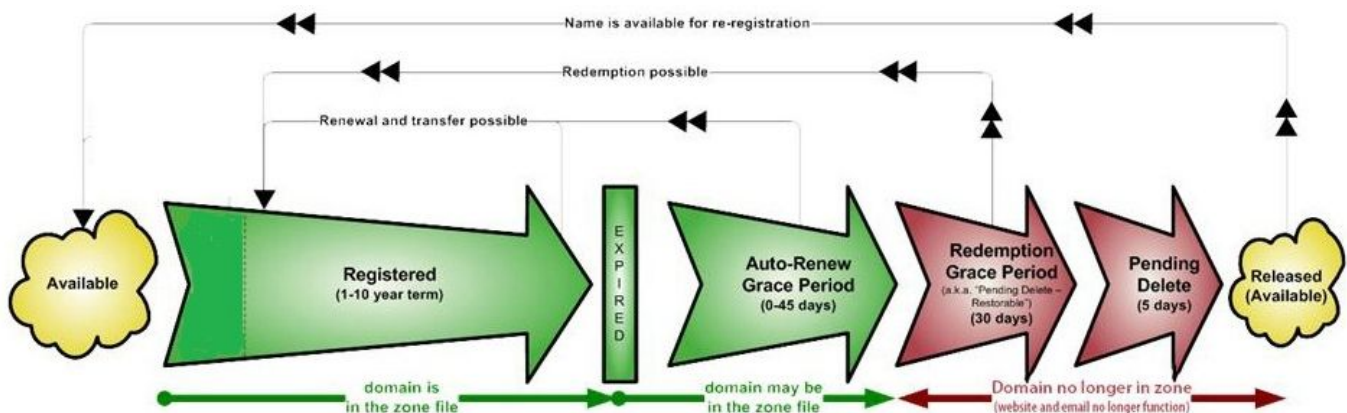 Name is available for re-registration
Redemption possible
Renewal and transfer possible
Available
Registered
(1-10 year term)
EXPIRED
Auto-Renew
Grace Period
(0-45 days)
Redemption
Grace Period
(a.k.a. "Pending Delete –
Restorable")
(30 days)
Pending
Delete
(5 days)
Released
(Available)
domain is
in the zone file
domain may be
in the zone file
Domain no longer in zone
(website and email no longer function)